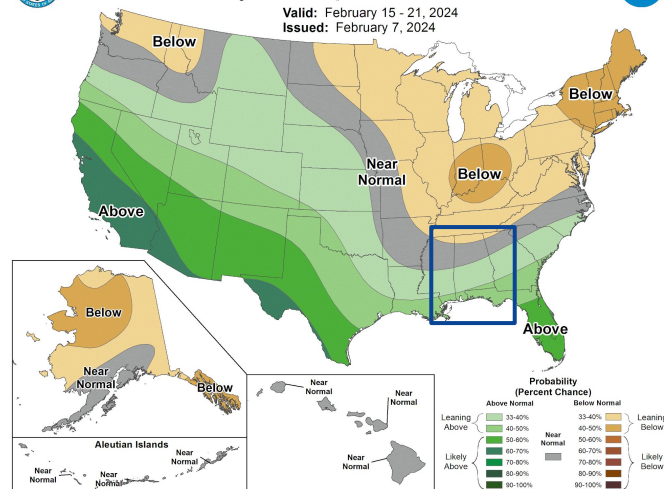 Valid: February 15 - 21, 2024
Issued: February 7, 2024
Below
Below
Near
Normal
Below
Above
Above
Below
Near
Normal
Below
Aleutian Islands
Near
Normal
Near
Normal
Near
Normal
Near
Normal
Near
Normal
Near
Normal
Probability
(Percent Chance)
Above Normal
Below Normal
Leaning
Above
33-40%
40-50%
Likely
Above
50-60%
60-70%
70-80%
80-90%
90-100%
Near
Normal
33-40%
40-50%
50-60%
60-70%
70-80%
80-90%
90-100%
Leaning
Below
Likely
Below